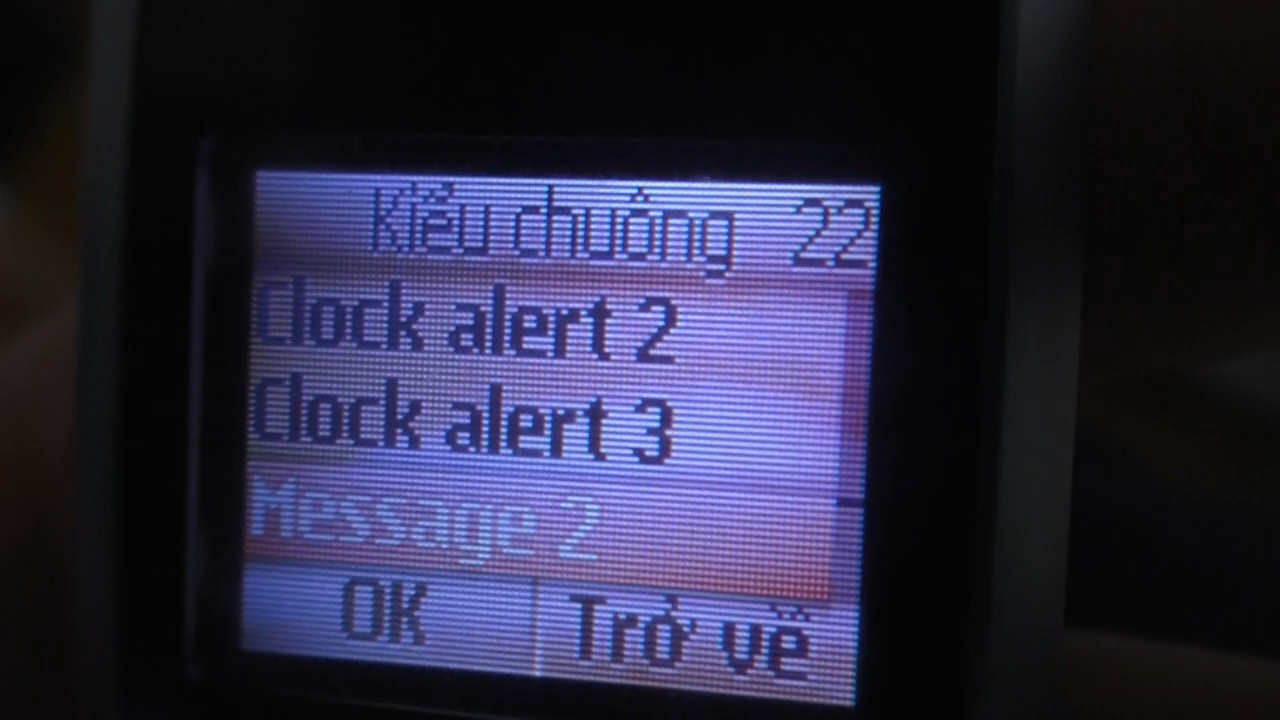 Kiểu chuông 22
Clock alert 2
Clock alert 3
Message 2
OK Trở về